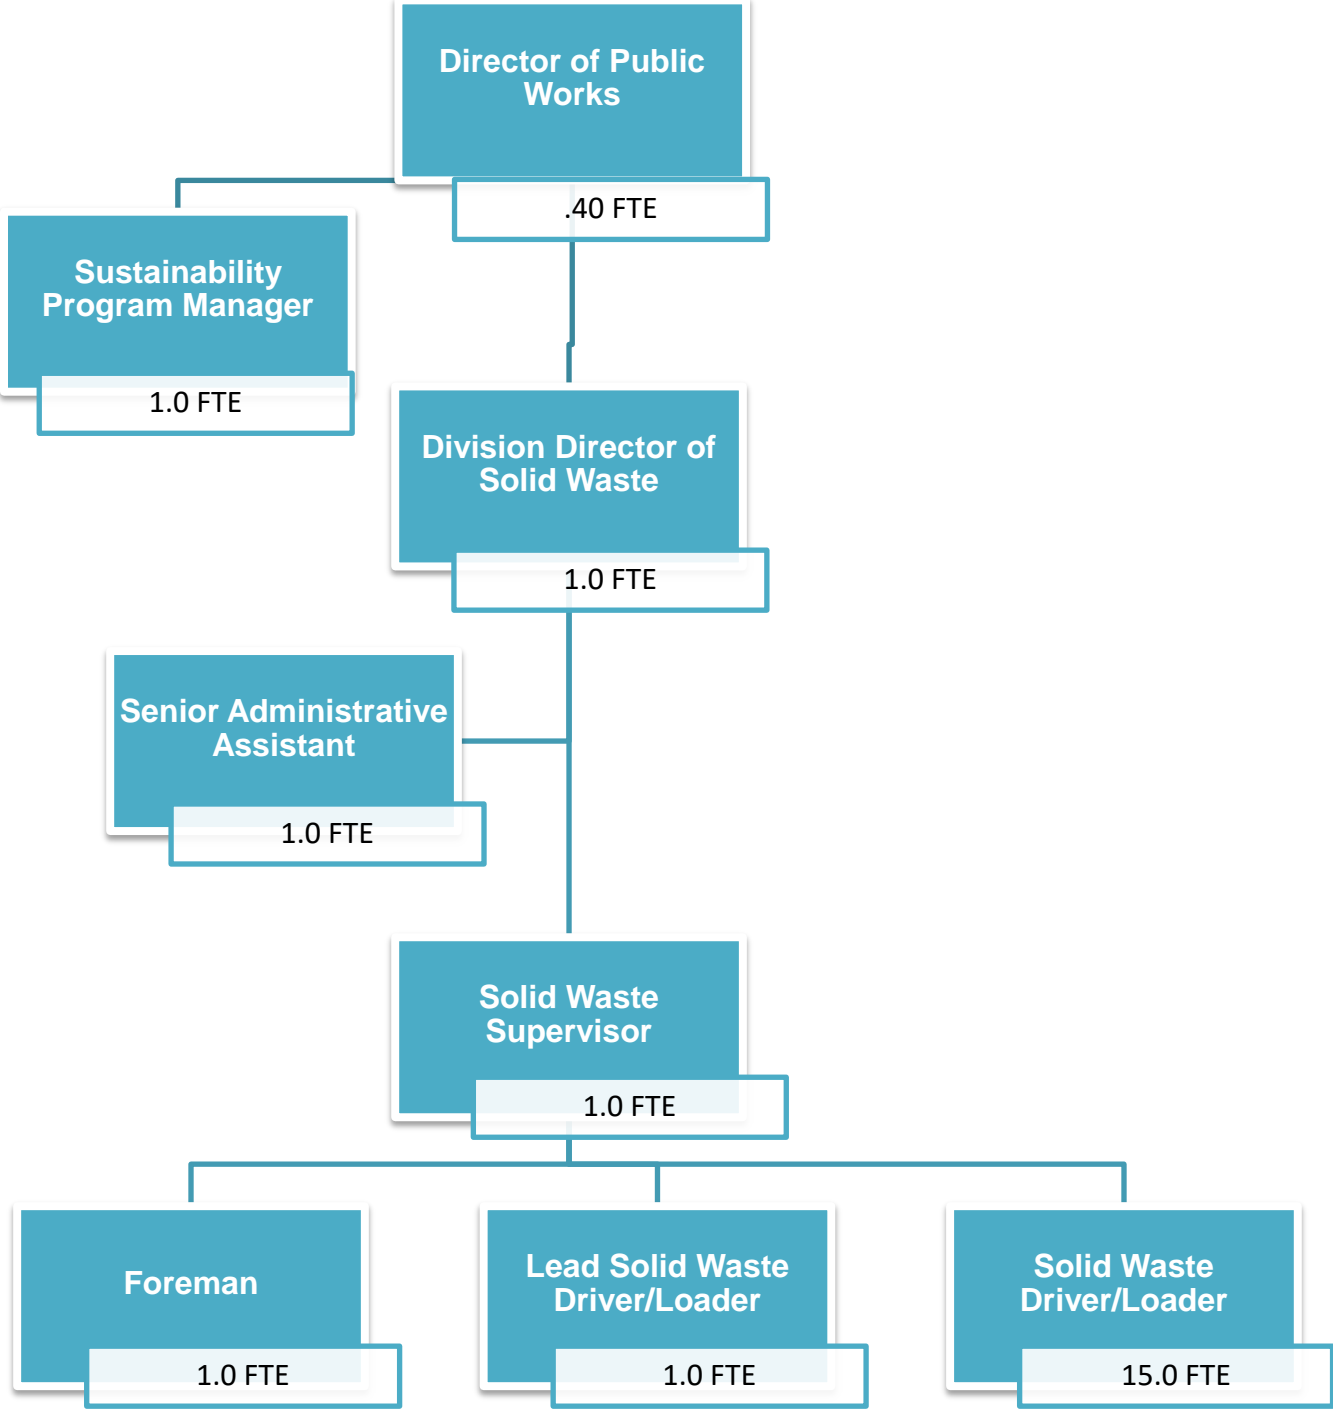 Director of Public
Works
.40 FTE
Sustainability
Program Manager
1.0 FTE
Division Director of
Solid Waste
1.0 FTE
Senior Administrative
Assistant
1.0 FTE
Solid Waste
Supervisor
1.0 FTE
Foreman
1.0 FTE
Lead Solid Waste
Driver/Loader
1.0 FTE
Solid Waste
Driver/Loader
15.0 FTE